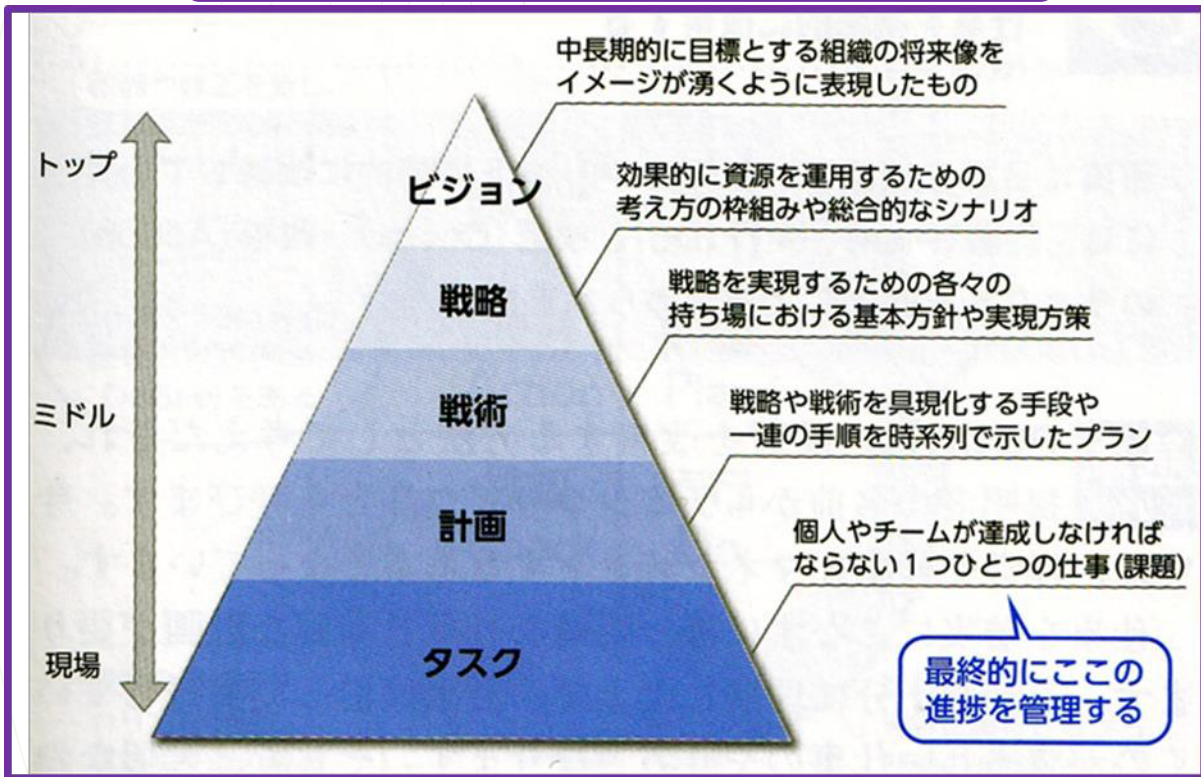 中長期的に目標とする組織の将来像を
イメージが湧くように表現したもの
トップ
ビジョン
効果的に資源を運用するための
考え方の枠組みや総合的なシナリオ
戦略
戦略を実現するための各々の
持ち場における基本方針や実現方策
ミドル
戦術
戦略や戦術を具現化する手段や
一連の手順を時系列で示したプラン
計画
個人やチームが達成しなければ
ならない1つひとつの仕事(課題)
現場
タスク
最終的にここの
進捗を管理する